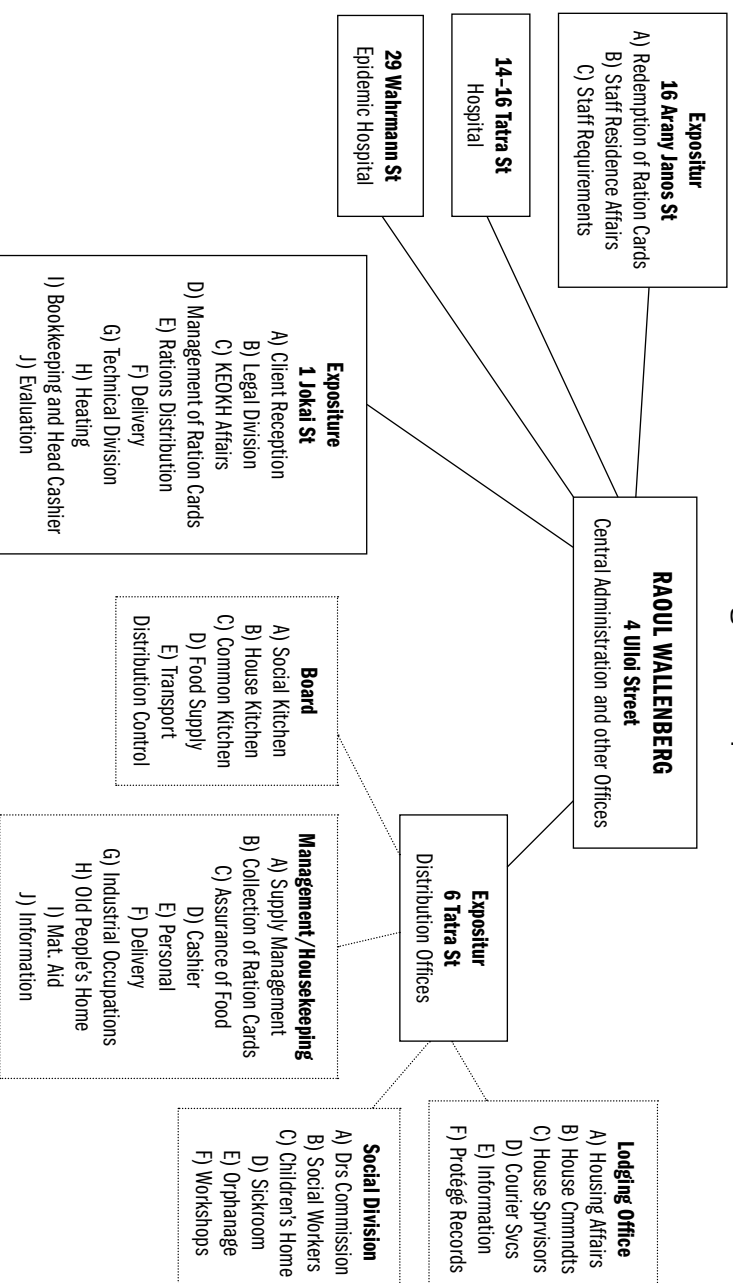 RAOUL WALLENBERG
4 Ulloi Street
Central Administration and other Offices
Expositur
16 Arany Janos St
A) Redemption of Ration Cards
B) Staff Residence Affairs
C) Staff Requirements
14–16 Tatra St
Hospital
29 Wahrmann St
Epidemic Hospital
Expositure
1 Jokai St
A) Client Reception
B) Legal Division
C) KEOKH Affairs
D) Management of Ration Cards
E) Rations Distribution
F) Delivery
G) Technical Division
H) Heating
I) Bookkeeping and Head Cashier
J) Evaluation
Expositur
6 Tatra St
Distribution Offices
Board
A) Social Kitchen
B) House Kitchen
C) Common Kitchen
D) Food Supply
E) Transport
Distribution Control
Management/Housekeeping
A) Supply Management
B) Collection of Ration Cards
C) Assurance of Food
D) Cashier
E) Personal
F) Delivery
G) Industrial Occupations
H) Old People's Home
I) Mat. Aid
J) Information
Lodging Office
A) Housing Affairs
B) House Cmmndts
C) House Sprvisors
D) Courier Svcs
E) Information
F) Protégé Records
Social Division
A) Drs Commission
B) Social Workers
C) Children's Home
D) Sickroom
E) Orphanage
F) Workshops